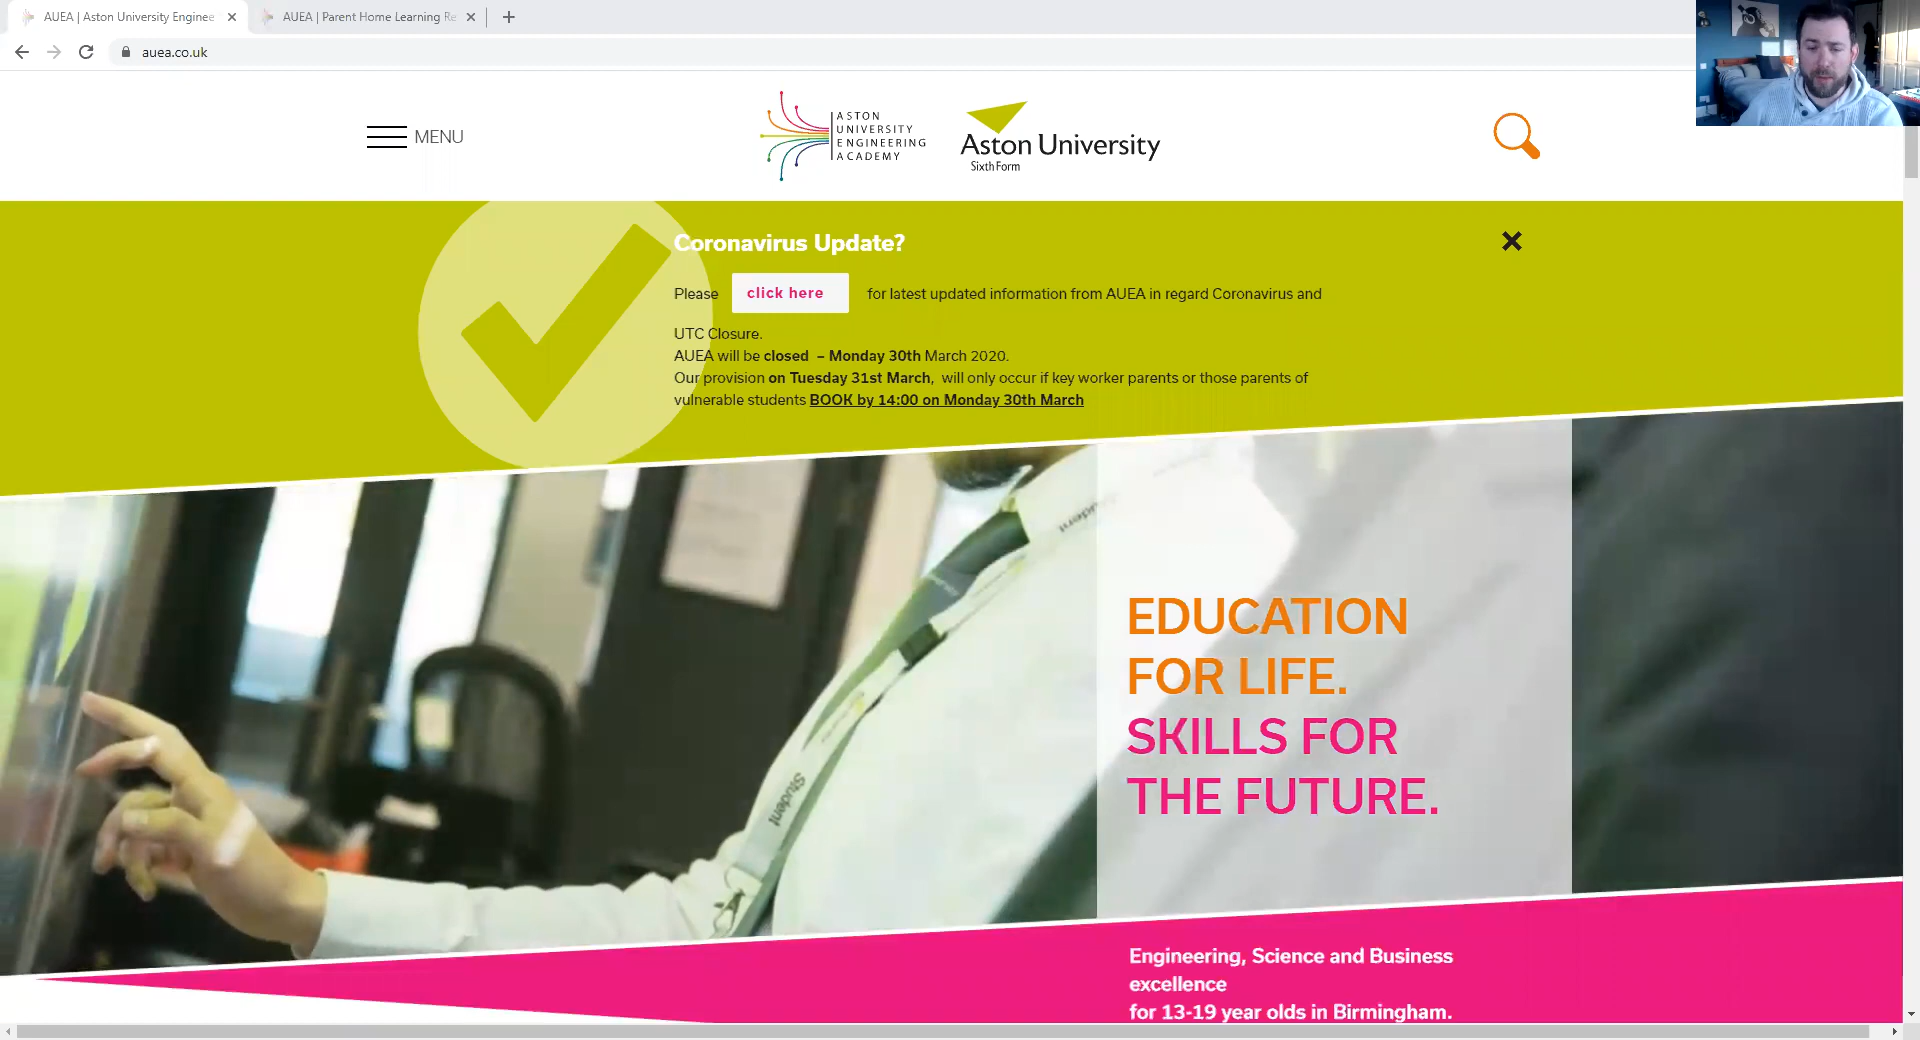 AUEA | Aston University Enginee
AUEA | Parent Home Learning Re
auea.co.uk
MENU
ASTON
UNIVERSITY
ENGINEERING
ACADEMY
Aston University
Sixth Form
Coronavirus Update?
Please click here for latest updated information from AUEA in regard Coronavirus and
UTC Closure.
AUEA will be closed – Monday 30th March 2020.
Our provision on Tuesday 31st March, will only occur if key worker parents or those parents of
vulnerable students BOOK by 14:00 on Monday 30th March
Student
Student
EDUCATION
FOR LIFE.
SKILLS FOR
THE FUTURE.
Engineering, Science and Business
excellence
for 13-19 year olds in Birmingham.